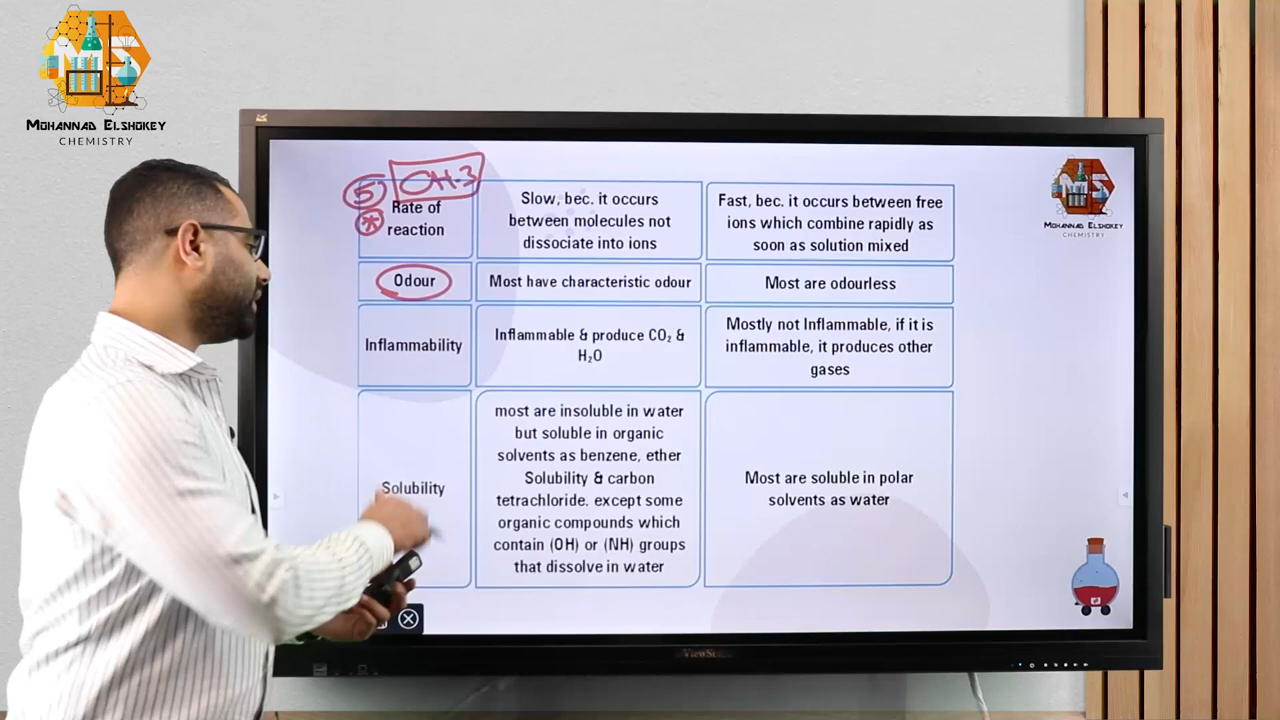 MOHANNAD ELSHOKEY
CHEMISTRY
MOHANNAD ELSHOKEY
CHEMISTRY
5
Rate of
reaction
Slow, bec. it occurs
between molecules not
dissociate into ions
Fast, bec. it occurs between free
ions which combine rapidly as
soon as solution mixed
Odour
Most have characteristic odour
Most are odourless
Inflammability
Inflammable & produce CO₂ &
H₂O
Mostly not Inflammable, if it is
inflammable, it produces other
gases
Solubility
most are insoluble in water
but soluble in organic
solvents as benzene, ether
Solubility & carbon
tetrachloride. except some
organic compounds which
contain (OH) or (NH) groups
that dissolve in water
Most are soluble in polar
solvents as water